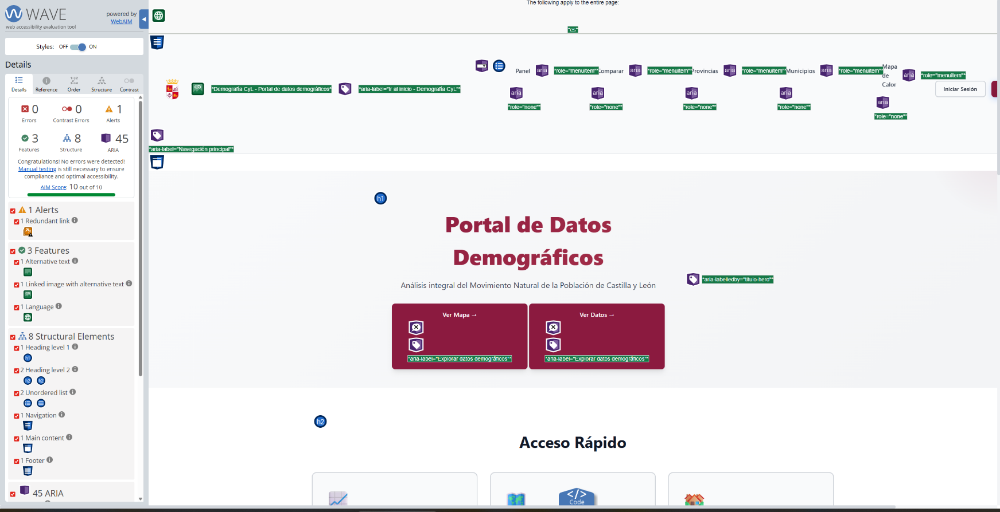 WAVE
web accessibility evaluation tool
powered by
WebAIM
Styles: OFF ON
Details
Details
Reference
Order
Structure
Contrast
0
Errors
0
Contrast Errors
1
Alerts
3
Features
8
Structure
45
ARIA
Congratulations! No errors were detected!
Manual testing is still necessary to ensure
compliance and optimal accessibility.
AIM Score: 10 out of 10
1 Alerts
1 Redundant link
3 Features
1 Alternative text
1 Linked image with alternative text
1 Language
8 Structural Elements
1 Heading level 1
h1
2 Heading level 2
h2 h2
2 Unordered list
1 Navigation
1 Main content
1 Footer
45 ARIA
The following apply to the entire page:
*es*
*Demografía CyL - Portal de datos demográficos*
*aria-label="Ir al inicio - Demografía CyL"*
Panel
aria
*role="menuitem"*
Comparar
aria
*role="menuitem"*
Provincias
aria
*role="menuitem"*
Municipios
aria
*role="menuitem"*
Mapa
de
Calor
aria
*role="menuitem"*
aria
*role="none"*
aria
*role="none"*
aria
*role="none"*
aria
*role="none"*
aria
*role="none"*
Iniciar Sesión
*aria-label="Navegación principal"*
h1
Portal de Datos
Demográficos
*aria-labelledby="titulo-hero"*
Análisis integral del Movimiento Natural de la Población de Castilla y León
Ver Mapa →
*aria-label="Explorar datos demográficos"*
Ver Datos →
*aria-label="Explorar datos demográficos"*
h2
Acceso Rápido
</>
Code